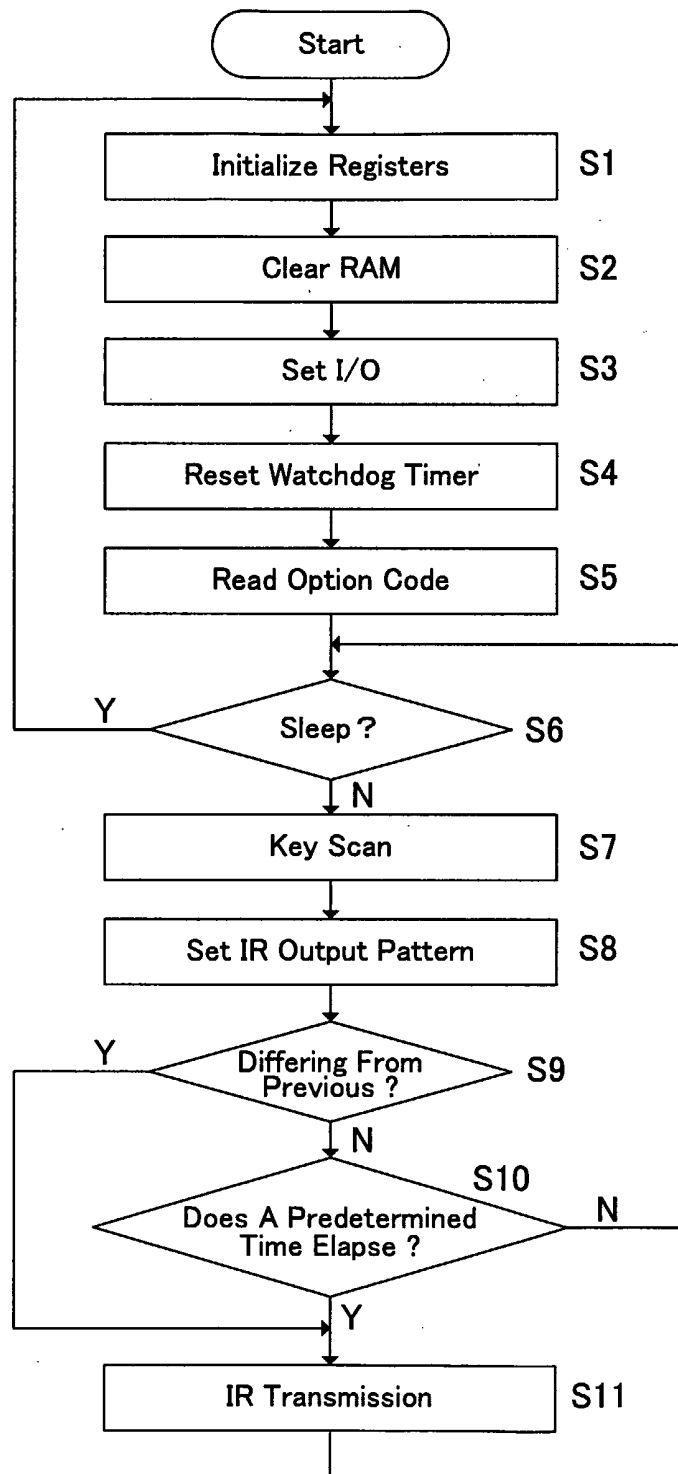 Start
Initialize Registers S1
Clear RAM S2
Set I/O S3
Reset Watchdog Timer S4
Read Option Code S5
Y
Sleep ? S6
N
Key Scan S7
Set IR Output Pattern S8
Y
Differing From
Previous ? S9
N
S10
Does A Predetermined
Time Elapse ? N
Y
IR Transmission S11